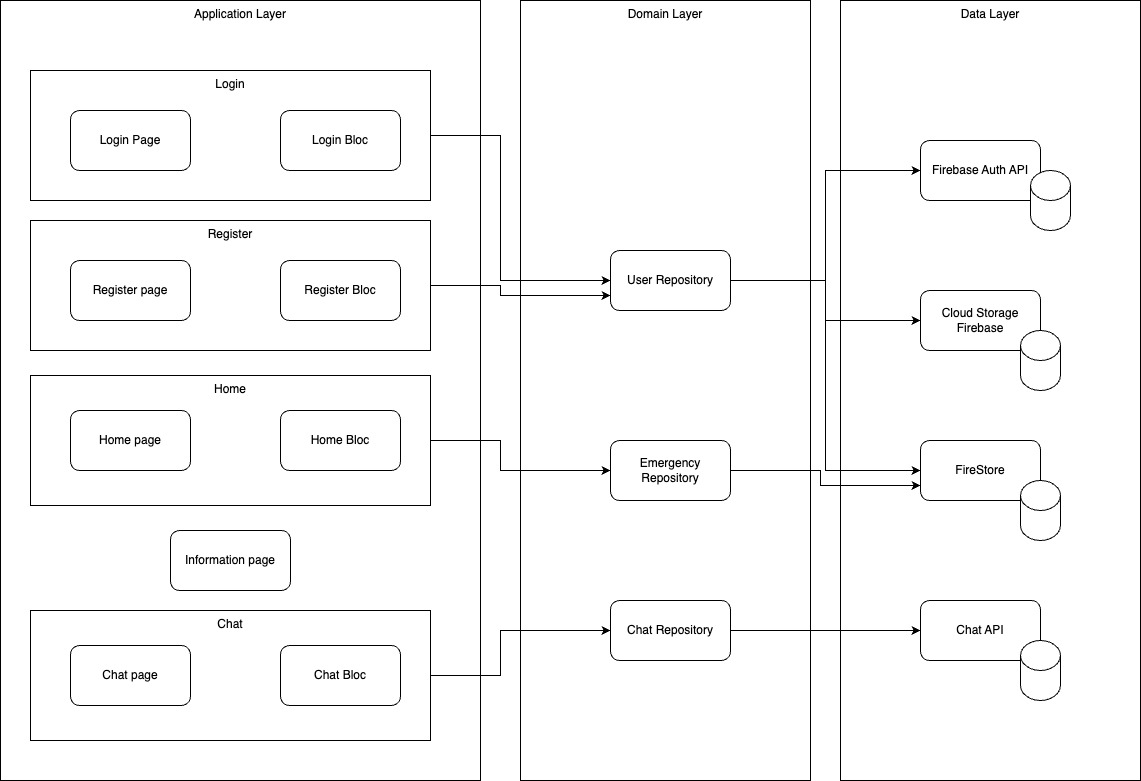 Application Layer
Domain Layer
Data Layer
Login
Login Page
Login Bloc
Register
Register page
Register Bloc
Home
Home page
Home Bloc
Information page
Chat
Chat page
Chat Bloc
User Repository
Emergency
Repository
Chat Repository
Firebase Auth API
Cloud Storage
Firebase
FireStore
Chat API